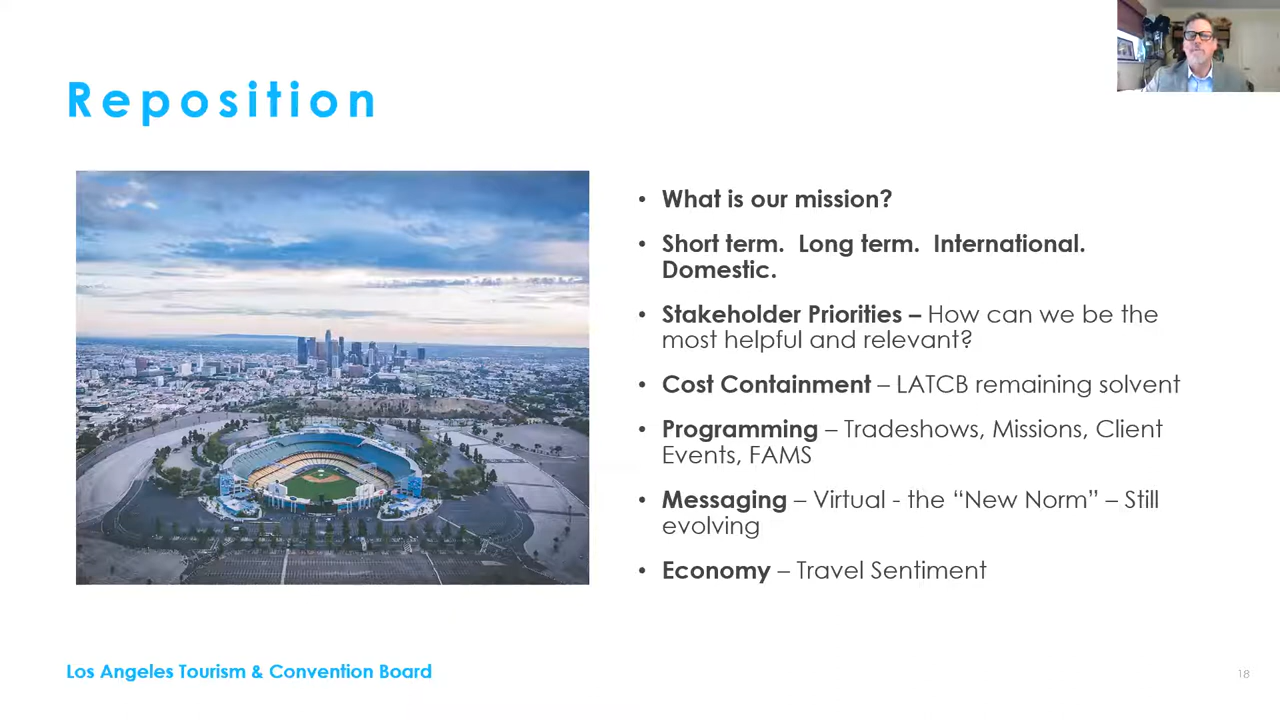 Reposition
• What is our mission?
• Short term.  Long term.  International.
Domestic.
• Stakeholder Priorities – How can we be the
most helpful and relevant?
• Cost Containment – LATCB remaining solvent
• Programming – Tradeshows, Missions, Client
Events, FAMS
• Messaging – Virtual - the “New Norm” – Still
evolving
• Economy – Travel Sentiment
Los Angeles Tourism & Convention Board
18